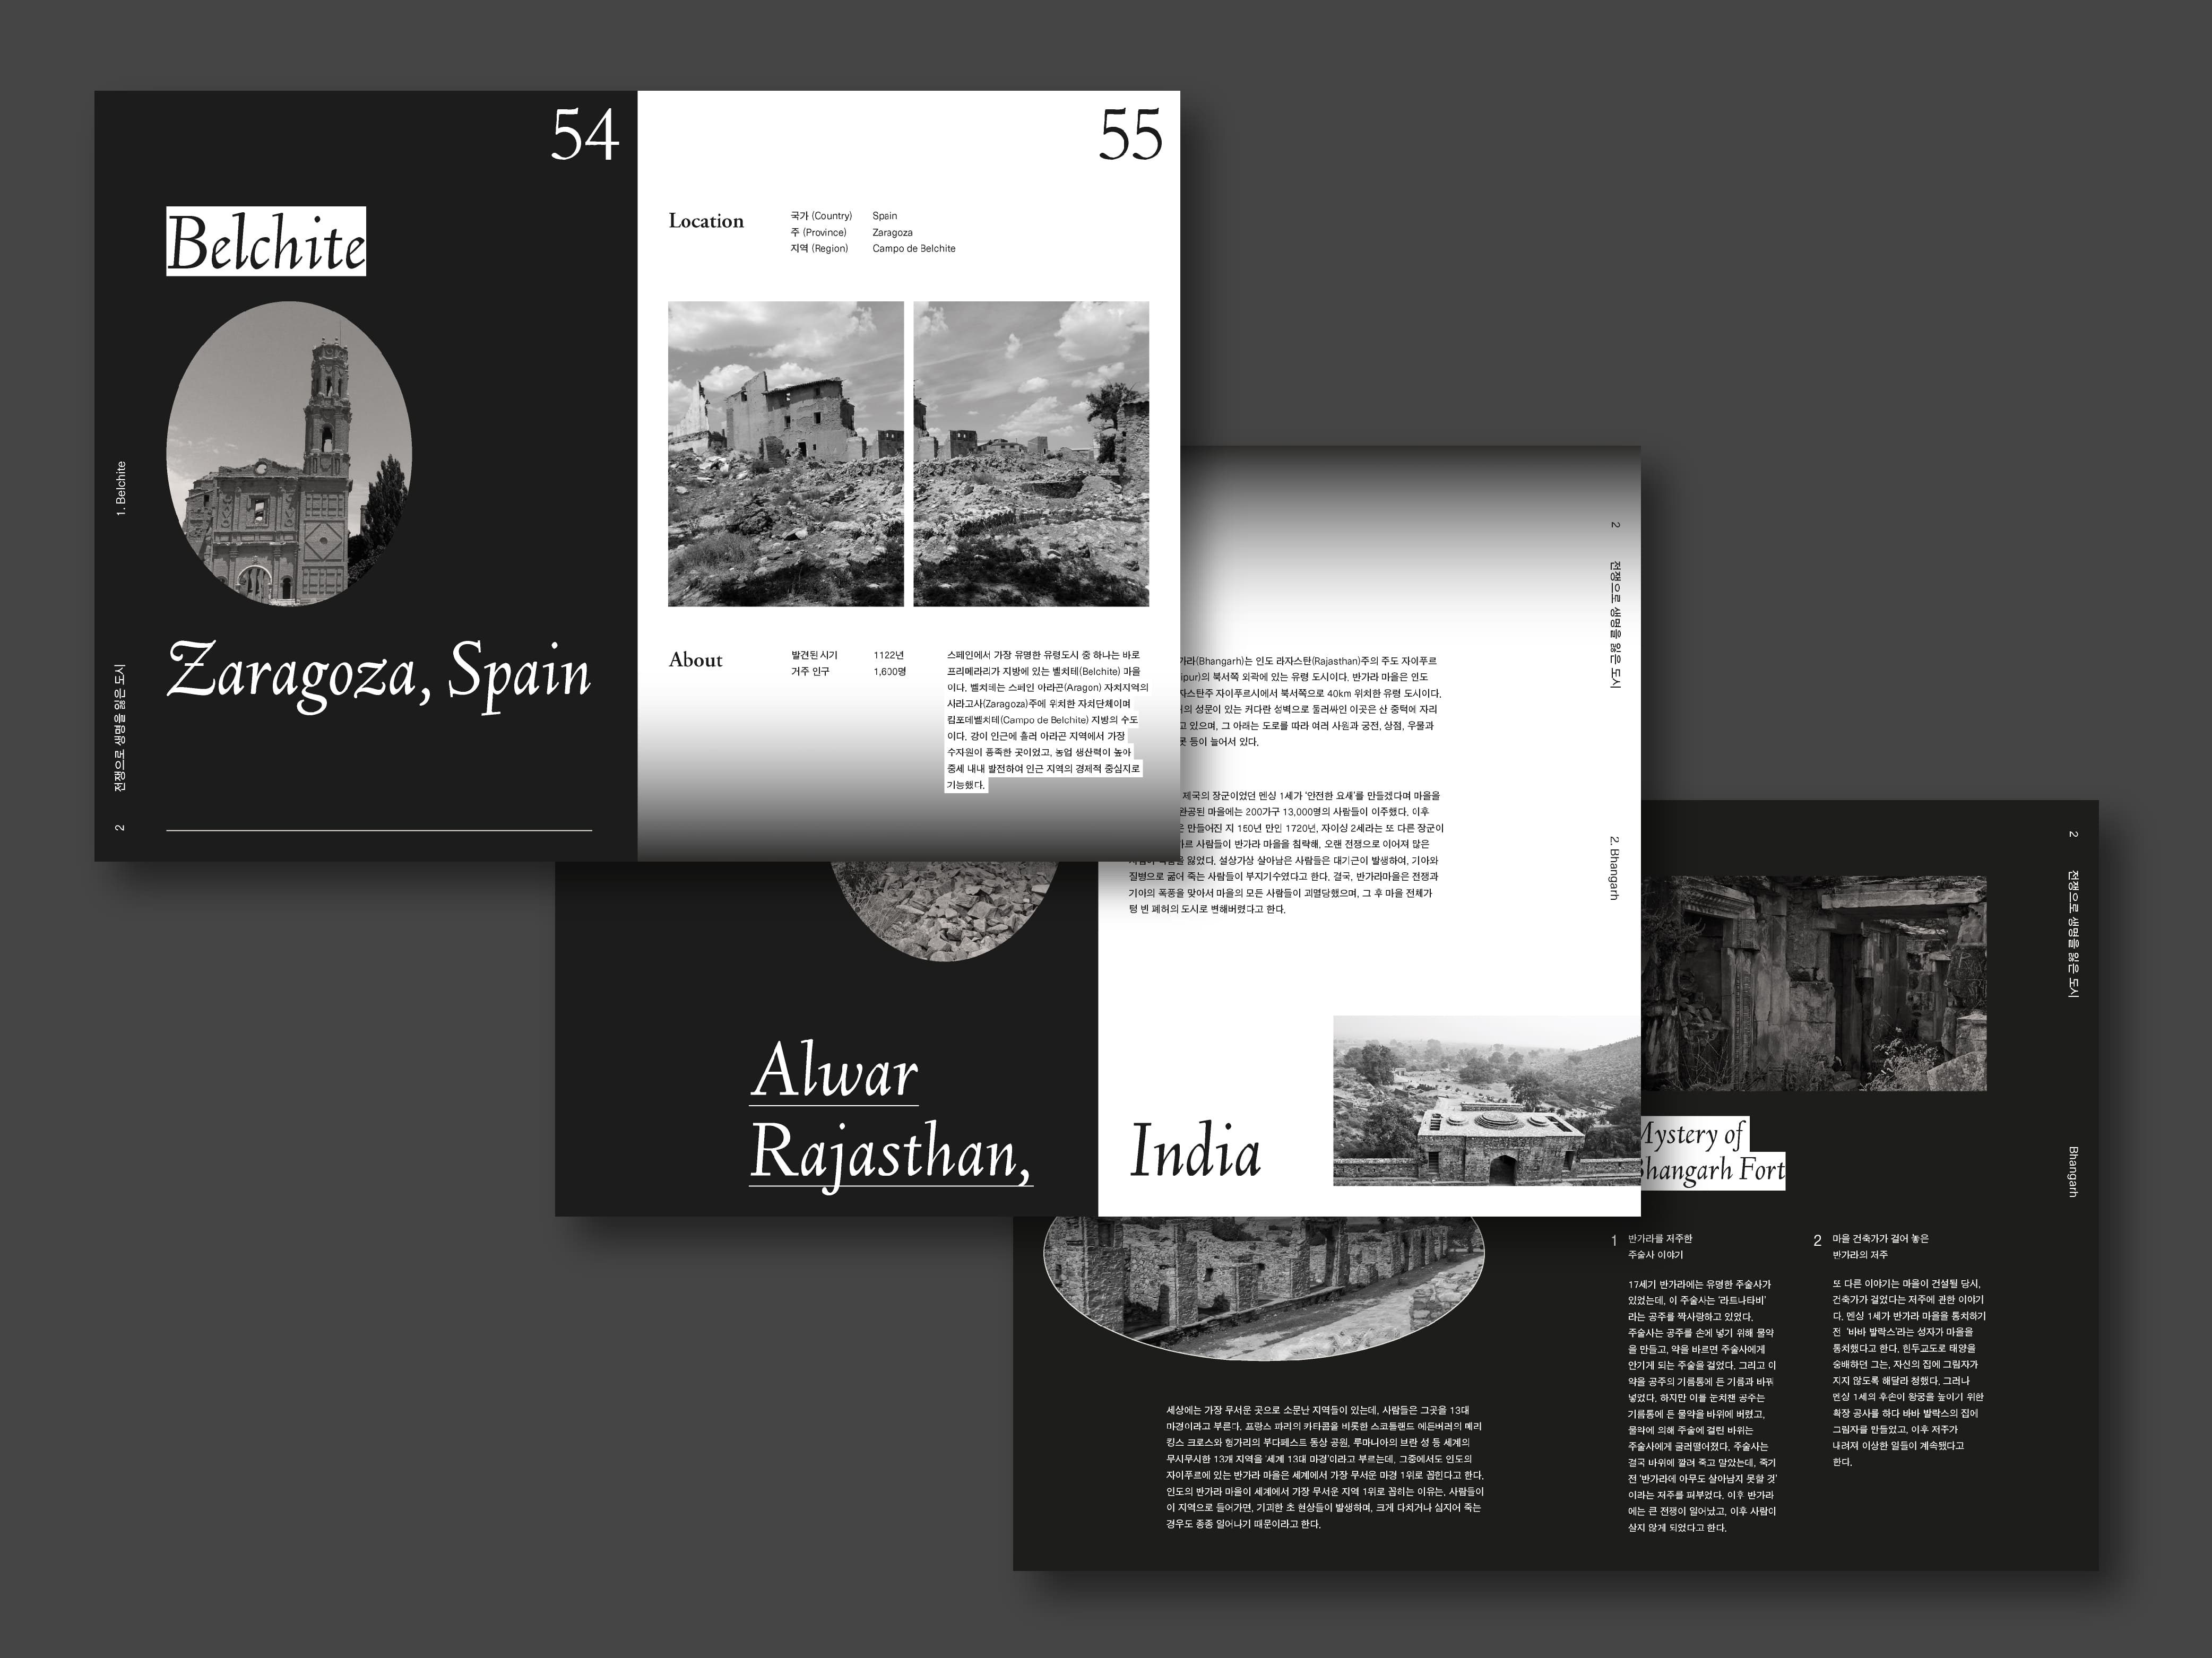 54
Belchite
Zaragoza, Spain
1. Belchite
전쟁으로 생명을 잃은 도시
2
55
Location
국가 (Country) Spain
주 (Province) Zaragoza
지역 (Region) Campo de Belchite
About
발견된 시기 1122년
거주 인구 1,600명
스페인에서 가장 유명한 유령도시 중 하나는 바로
프리메라리가 지방에 있는 벨치테(Belchite) 마을
이다. 벨치테는 스페인 아라곤(Aragon) 자치지역의
사라고사(Zaragoza)주에 위치한 자치단체이며
캄포데벨치테(Campo de Belchite) 지방의 수도
이다. 강이 인근에 흘러 아라곤 지역에서 가장
수자원이 풍족한 곳이었고, 농업 생산력이 높아
중세 내내 발전하여 인근 지역의 경제적 중심지로
기능했다.
2
전쟁으로 생명을 잃은 도시
2. Bhangarh
가라(Bhangarh)는 인도 라자스탄(Rajasthan)주의 주도 자이푸르
ipur)의 북서쪽 외곽에 있는 유령 도시이다. 반가라 마을은 인도
자스탄주 자이푸르시에서 북서쪽으로 40km 위치한 유령 도시이다.
의 성문이 있는 커다란 성벽으로 둘러싸인 이곳은 산 중턱에 자리
고 있으며, 그 아래는 도로를 따라 여러 사원과 궁전, 상점, 우물과
못 등이 늘어서 있다.
제국의 장군이었던 멘싱 1세가 ‘안전한 요새’를 만들겠다며 마을을
완공된 마을에는 200가구 13,000명의 사람들이 이주했다. 이후
은 만들어진 지 150년 만인 1720년, 자이싱 2세라는 또 다른 장군이
사람들이 반가라 마을을 침략해, 오랜 전쟁으로 이어져 많은
잃었다. 설상가상 살아남은 사람들은 대기근이 발생하여, 기아와
질병으로 굶어 죽는 사람들이 부지기수였다고 한다. 결국, 반가라마을은 전쟁과
기아의 폭풍을 맞아서 마을의 모든 사람들이 괴멸당했으며, 그 후 마을 전체가
텅 빈 폐허의 도시로 변해버렸다고 한다.
Alwar
Rajasthan,
India
2
전쟁으로 생명을 잃은 도시
Bhangarh
Mystery of
Bhangarh Fort
세상에는 가장 무서운 곳으로 소문난 지역들이 있는데, 사람들은 그곳을 13대
마경이라고 부른다. 프랑스 파리의 카타콤을 비롯한 스코틀랜드 에든버러의 메리
킹스 크로스와 헝가리의 부다페스트 동상 공원, 루마니아의 브란 성 등 세계의
무시무시한 13개 지역을 ‘세계 13대 마경’이라고 부르는데, 그중에서도 인도의
자이푸르에 있는 반가라 마을은 세계에서 가장 무서운 마경 1위로 꼽힌다고 한다.
인도의 반가라 마을이 세계에서 가장 무서운 지역 1위로 꼽히는 이유는, 사람들이
이 지역으로 들어가면, 기괴한 초 현상들이 발생하며, 크게 다치거나 심지어 죽는
경우도 종종 일어나기 때문이라고 한다.
1 반가라를 저주한
주술사 이야기
17세기 반가라에는 유명한 주술사가
있었는데, 이 주술사는 ‘라트나타비’
라는 공주를 짝사랑하고 있었다.
주술사는 공주를 손에 넣기 위해 물약
을 만들고, 약을 바르면 주술사에게
안기게 되는 주술을 걸었다. 그리고 이
약을 공주의 기름통에 든 기름과 바꿔
넣었다. 하지만 이를 눈치챈 공주는
기름통에 든 물약을 바위에 버렸고,
물약에 의해 주술에 걸린 바위는
주술사에게 굴러떨어졌다. 주술사는
결국 바위에 깔려 죽고 말았는데, 죽기
전 ‘반가라에 아무도 살아남지 못할 것’
이라는 저주를 퍼부었다. 이후 반가라
에는 큰 전쟁이 일어났고, 이후 사람이
살지 않게 되었다고 한다.
2 마을 건축가가 걸어 놓은
반가라의 저주
또 다른 이야기는 마을이 건설될 당시,
건축가가 걸었다는 저주에 관한 이야기
다. 멘싱 1세가 반가라 마을을 통치하기
전 ‘바바 발락스’라는 성자가 마을을
통치했다고 한다. 힌두교도로 태양을
숭배하던 그는, 자신의 집에 그림자가
지지 않도록 해달라 청했다. 그러나
멘싱 1세의 후손이 왕궁을 높이기 위한
확장 공사를 하다 바바 발락스의 집에
그림자를 만들었고, 이후 저주가
내려져 이상한 일들이 계속됐다고
한다.